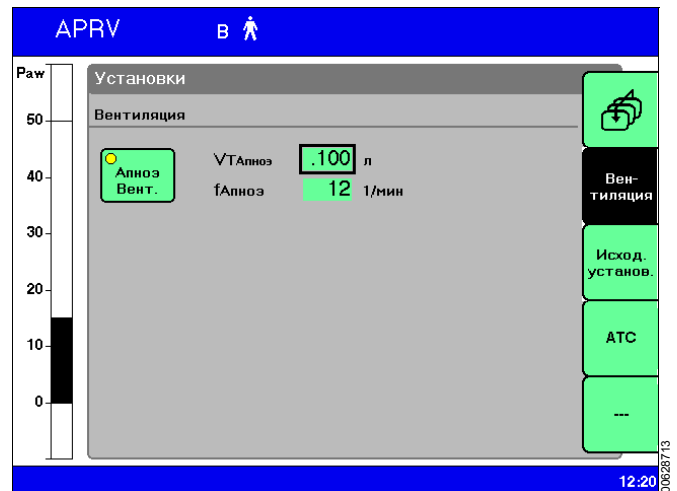 APRV B
Paw
50
40
30
20
10
0
Установки
Вентиляция
Апноэ
Вент.
VTАпноэ .100 л
fАпноэ 12 1/мин
Вен-
тиляция
Исход.
установ.
ATC
---
12:20
00628713